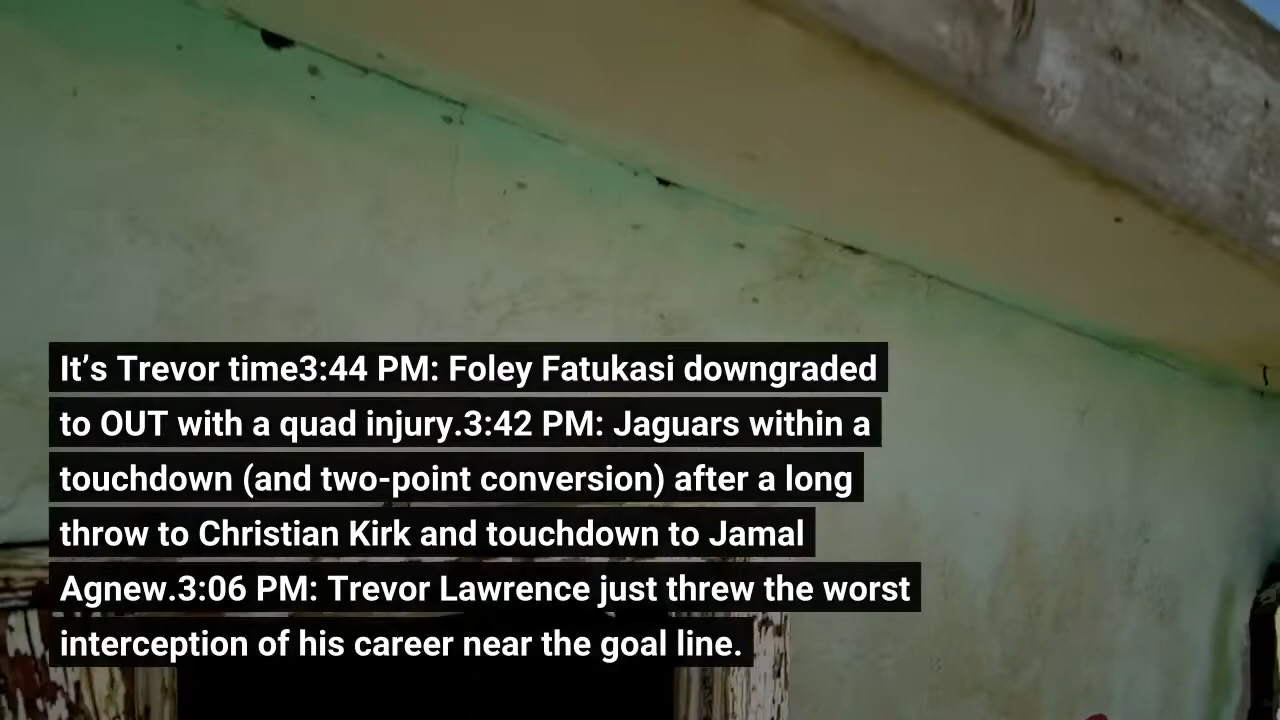 It’s Trevor time3:44 PM: Foley Fatukasi downgraded
to OUT with a quad injury.3:42 PM: Jaguars within a
touchdown (and two-point conversion) after a long
throw to Christian Kirk and touchdown to Jamal
Agnew.3:06 PM: Trevor Lawrence just threw the worst
interception of his career near the goal line.